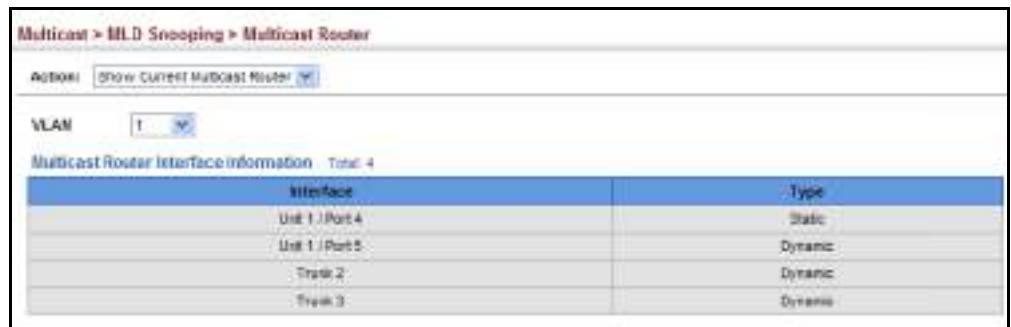 Multicast > MLD Snooping > Multicast Router
Action: Show Current Multicast Router
VLAN 1
Multicast Router Interface Information Total: 4
Interface Type
Unit 1 / Port 4 Static
Unit 1 / Port 5 Dynamic
Trunk 2 Dynamic
Trunk 3 Dynamic